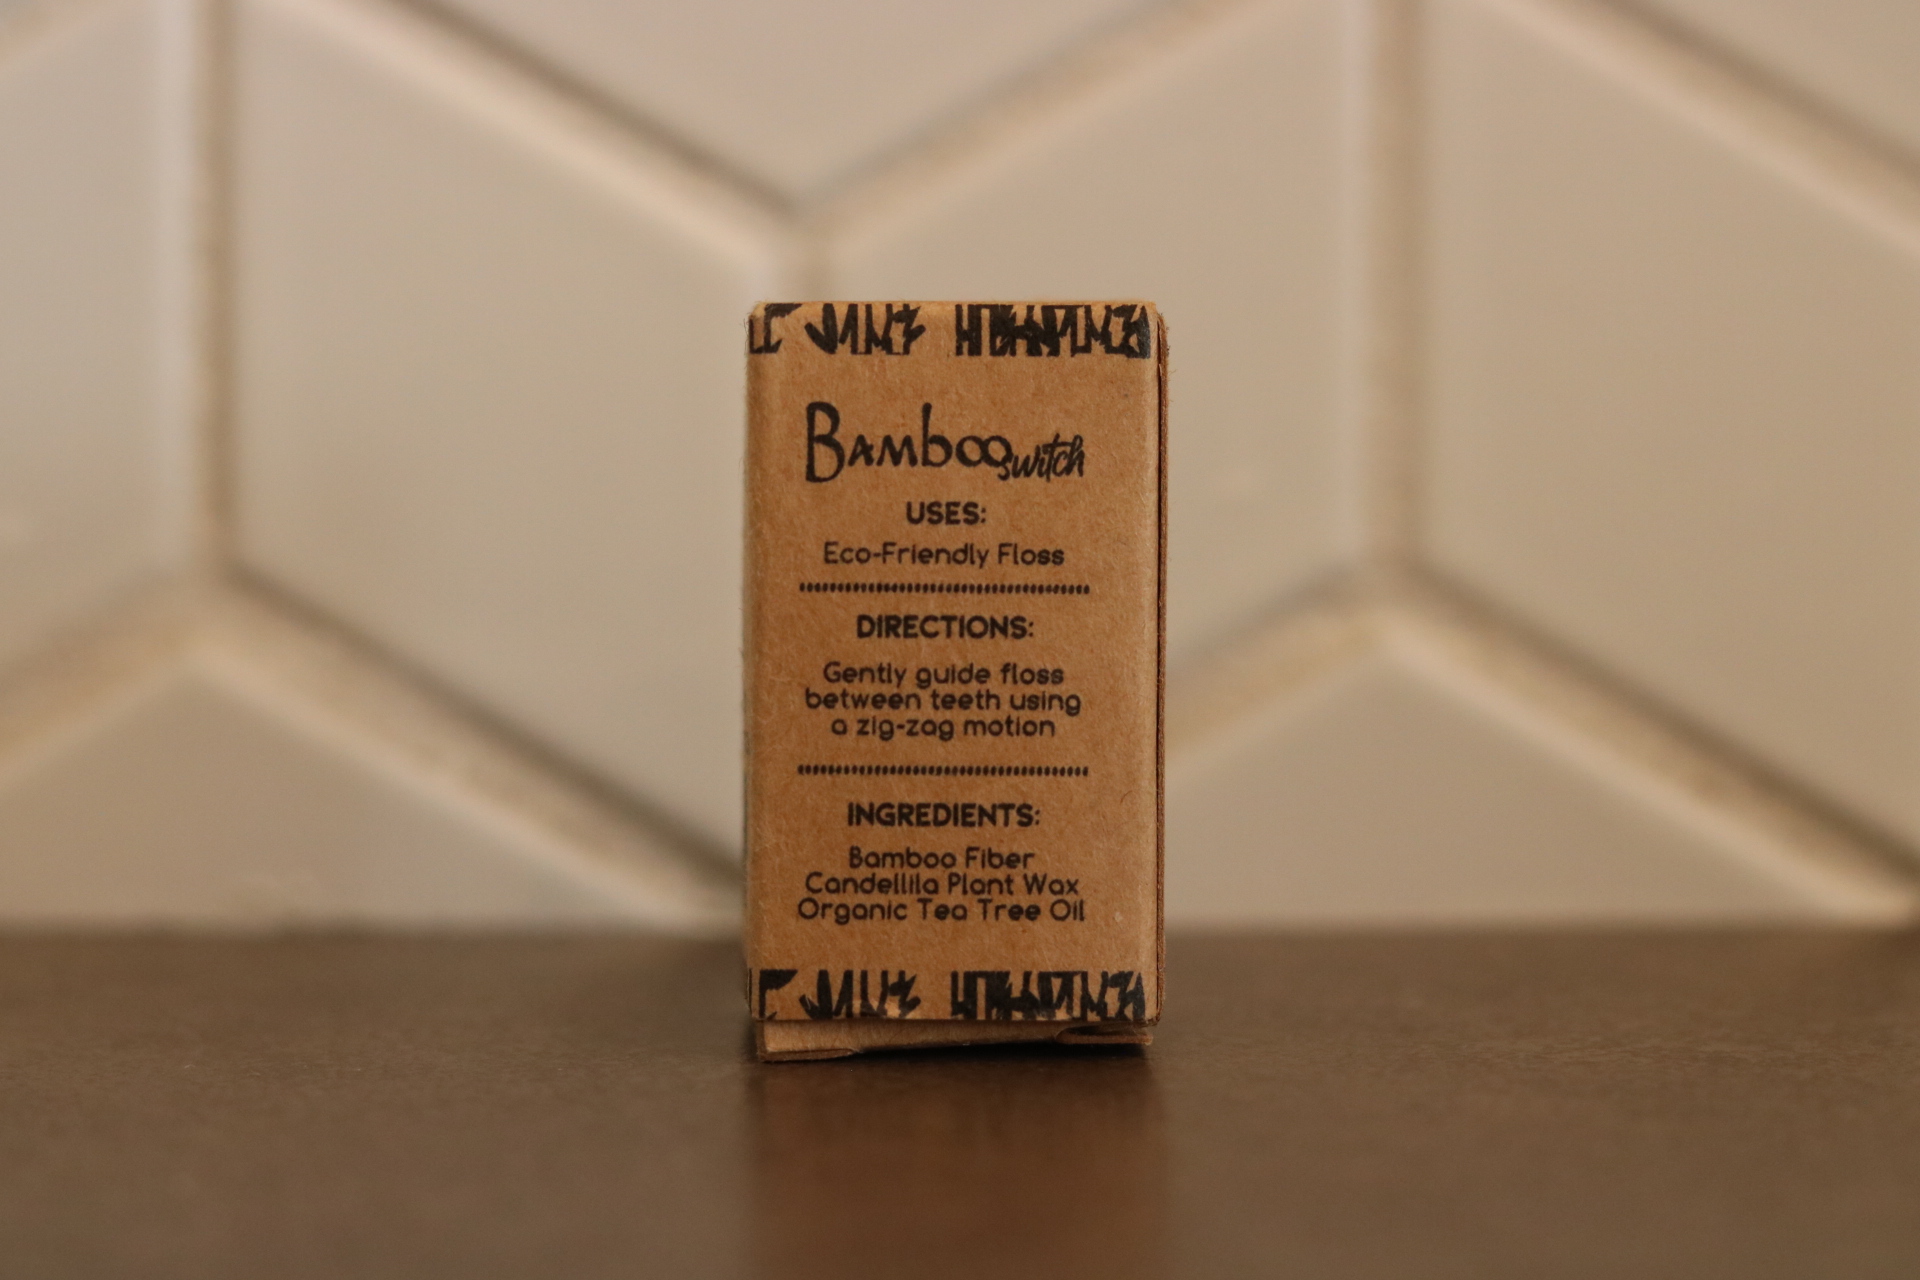 Bamboo switch
USES:
Eco-Friendly Floss
DIRECTIONS:
Gently guide floss
between teeth using
a zig-zag motion
INGREDIENTS:
Bamboo Fiber
Candellila Plant Wax
Organic Tea Tree Oil